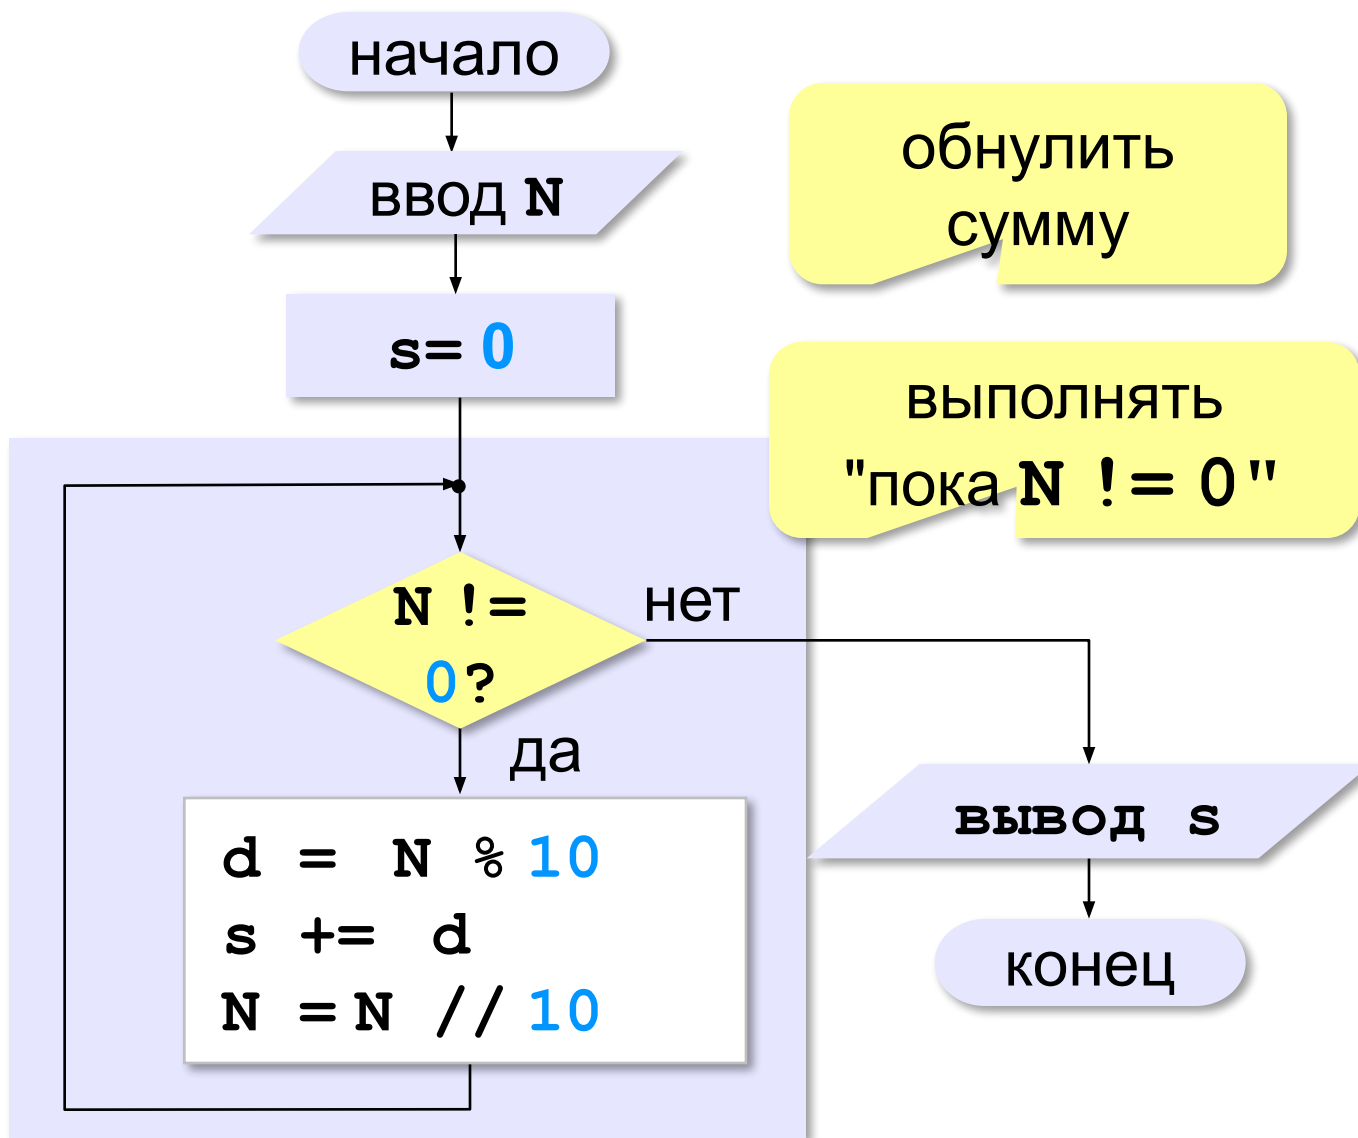 начало
ввод N
обнулить
сумму
s= 0
выполнять
"пока N != 0"
N !=
0?
нет
да
d = N % 10
s += d
N = N // 10
вывод s
конец